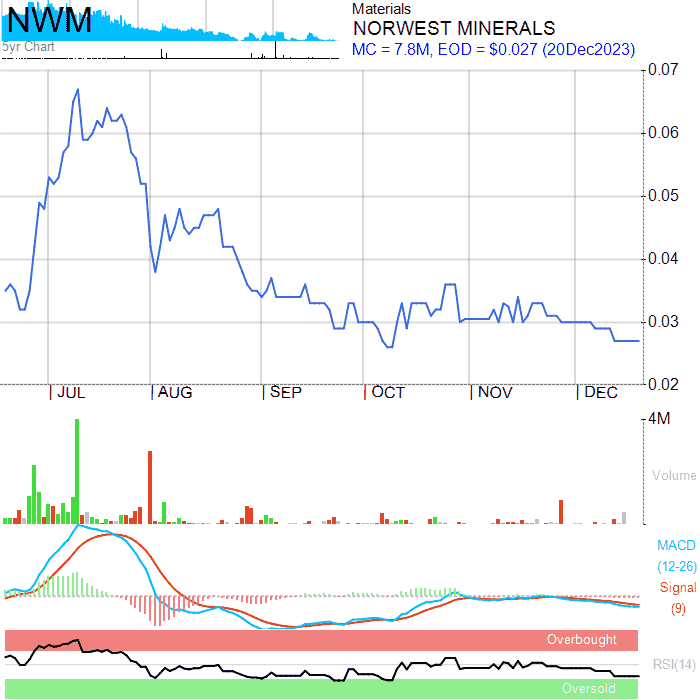 NWM
5yr Chart
Materials
NORWEST MINERALS
MC = 7.8M, EOD = $0.027 (20Dec2023)
0.07
0.06
0.05
0.04
0.03
0.02
JUL AUG SEP OCT NOV DEC
4M
Volume
MACD
(12-26)
Signal
(9)
Overbought
RSI(14)
Oversold